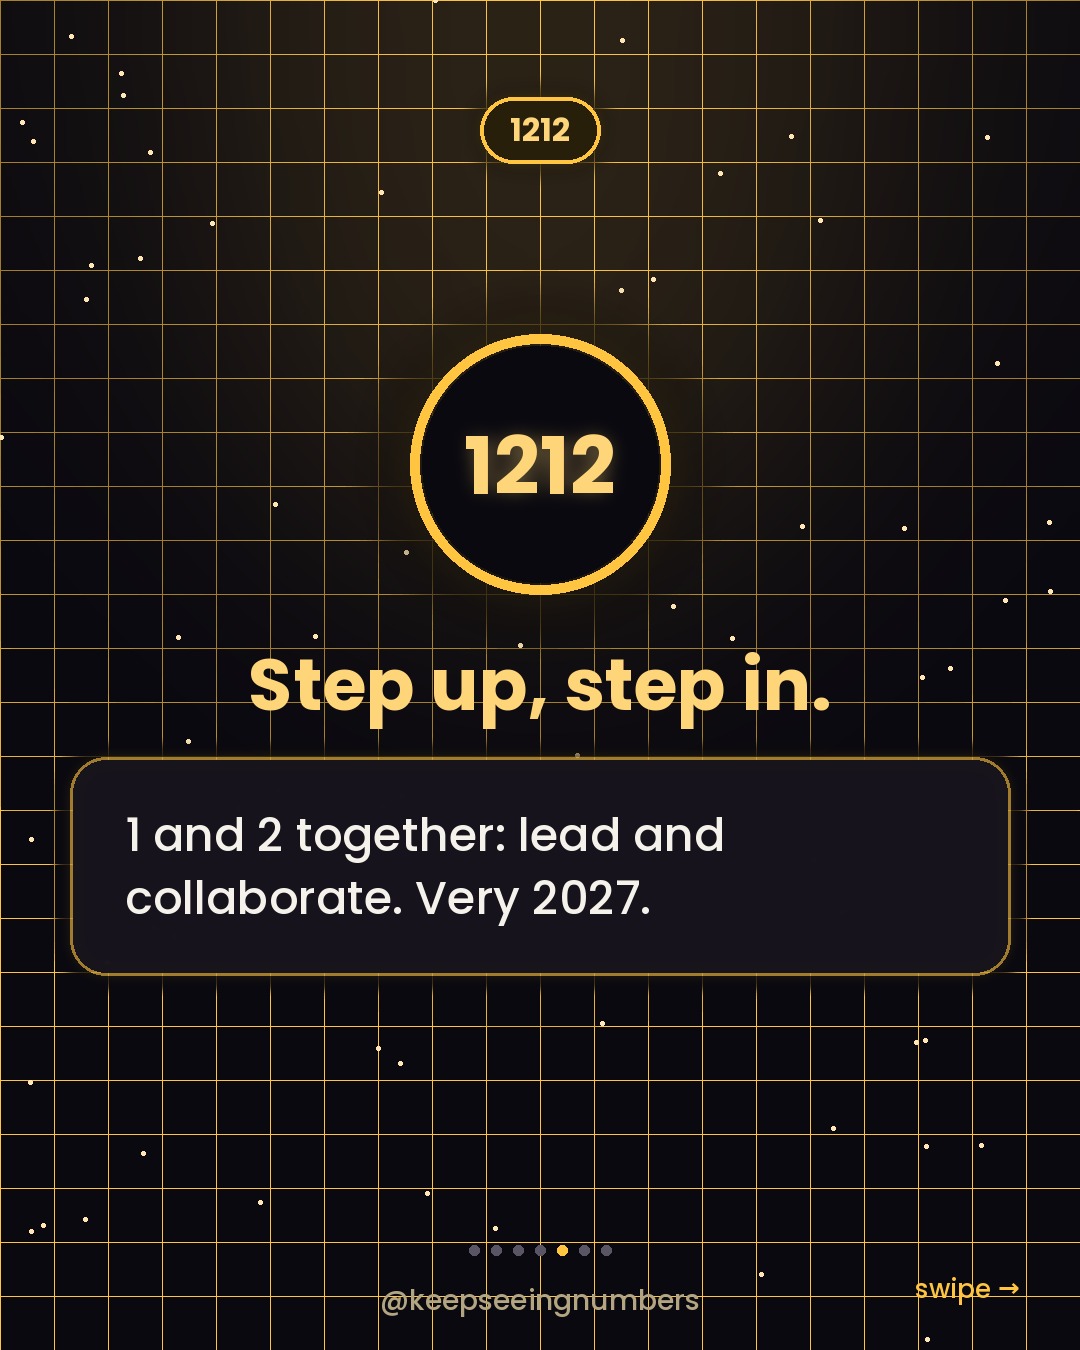 1212
1212
Step up, step in.
1 and 2 together: lead and
collaborate. Very 2027.
swipe →
@keepseeingnumbers